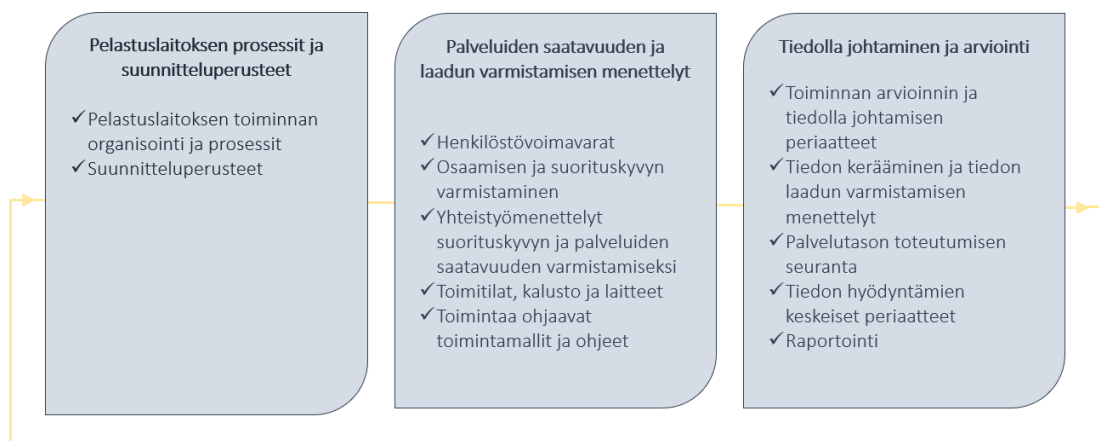 Pelastuslaitoksen prosessit ja
suunnitteluperusteet
✓Pelastuslaitoksen toiminnan
organisointi ja prosessit
✓Suunnitteluperusteet
Palveluiden saatavuuden ja
laadun varmistamisen menettelyt
✓Henkilöstövoimavarat
✓Osaamisen ja suorituskyvyn
varmistaminen
✓Yhteistyömenettelyt
suorituskyvyn ja palveluiden
saatavuuden varmistamiseksi
✓Toimitilat, kalusto ja laitteet
✓Toimintaa ohjaavat
toimintamallit ja ohjeet
Tiedolla johtaminen ja arviointi
✓Toiminnan arvioinnin ja
tiedolla johtamisen
periaatteet
✓Tiedon kerääminen ja tiedon
laadun varmistamisen
menettelyt
✓Palvelutason toteutumisen
seuranta
✓Tiedon hyödyntämien
keskeiset periaatteet
✓Raportointi